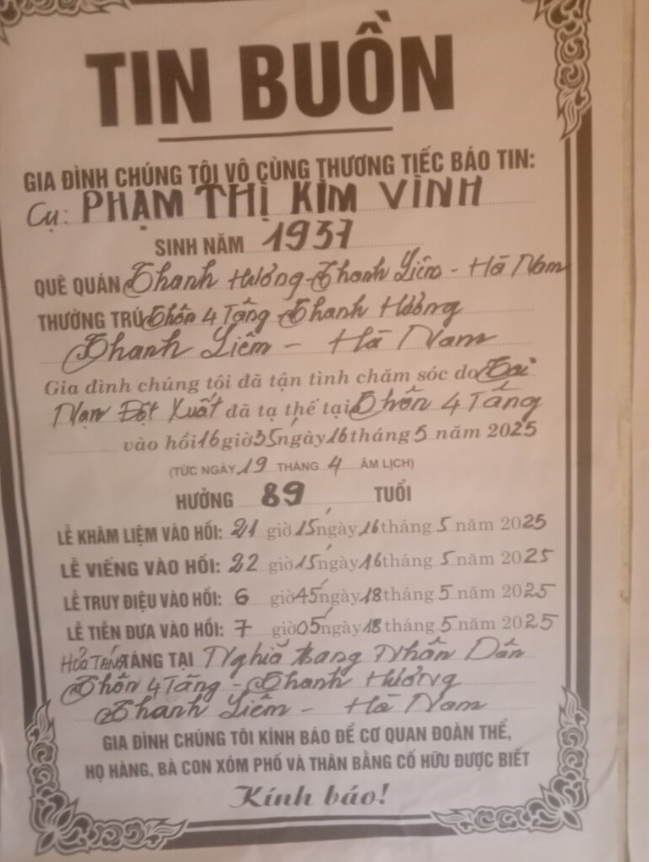 TIN BUỒN
GIA ĐÌNH CHÚNG TÔI VÔ CÙNG THƯƠNG TIẾC BÁO TIN:
Cụ: PHẠM THỊ KIM VINH
SINH NĂM 1937
QUÊ QUÁN Thanh Hương - Thanh Liêm - Hà Nam
THƯỜNG TRÚ Thôn 4 Tâng - Thanh Hương
Thanh Liêm - Hà Nam
Gia đình chúng tôi đã tận tình chăm sóc do Tai
Nạn Đột Xuất đã tạ thế tại Thôn 4 Tâng
vào hồi 16 giờ 35 ngày 16 tháng 5 năm 2025
(TỨC NGÀY 19 THÁNG 4 ÂM LỊCH)
HƯỞNG 89 TUỔI
LỄ KHÂM LIỆM VÀO HỒI: 21 giờ 15 ngày 16 tháng 5 năm 2025
LỄ VIẾNG VÀO HỒI: 22 giờ 15 ngày 16 tháng 5 năm 2025
LỄ TRUY ĐIỆU VÀO HỒI: 6 giờ 45 ngày 18 tháng 5 năm 2025
LỄ TIỄN ĐƯA VÀO HỒI: 7 giờ 05 ngày 18 tháng 5 năm 2025
HỎA TÁNG TÁNG TẠI Nghĩa trang Nhân Dân
Thôn 4 Tâng - Thanh Hương
Thanh Liêm - Hà Nam
GIA ĐÌNH CHÚNG TÔI KÍNH BÁO ĐỂ CƠ QUAN ĐOÀN THỂ,
HỌ HÀNG, BÀ CON XÓM PHỐ VÀ THÂN BẰNG CỐ HỮU ĐƯỢC BIẾT
Kính báo!